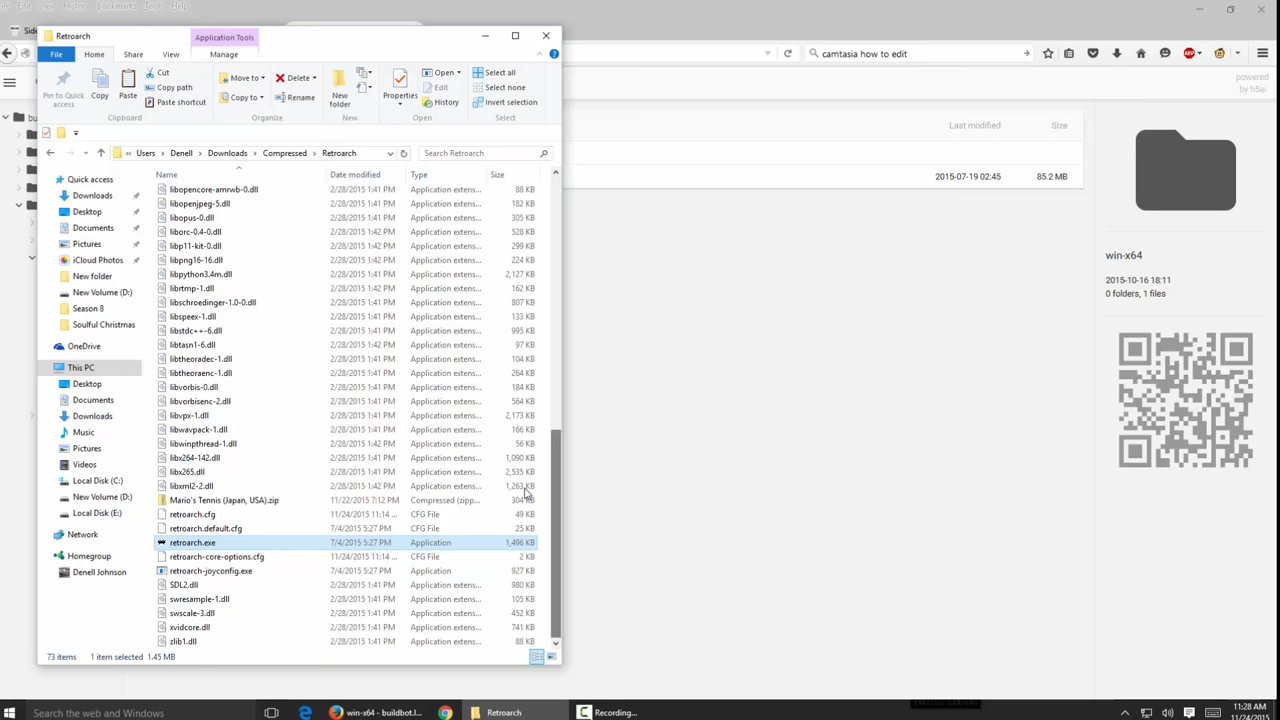 File Edit View History Bookmarks Tools Help
Side
Retroarch
Application Tools
File
Home
Share
View
Manage
camtasia how to edit
Pin to Quick access
Copy
Paste
Cut
Copy path
Paste shortcut
Clipboard
Move to
Copy to
Delete
Rename
Organize
New folder
New
Properties
Open
Edit
History
Open
Select all
Select none
Invert selection
Select
powered
by h5ai
Users
Denell
Downloads
Compressed
Retroarch
Search Retroarch
Last modified
Size
2015-07-19 02:45
85.2 MB
Name
Date modified
Type
Size
Quick access
Downloads
Desktop
Documents
Pictures
iCloud Photos
New folder
New Volume (D:)
Season 8
Soulful Christmas
OneDrive
This PC
Desktop
Documents
Downloads
Music
Pictures
Videos
Local Disk (C:)
New Volume (D:)
Local Disk (E:)
Network
Homegroup
Denell Johnson
libopencore-amrwb-0.dll 2/28/2015 1:41 PM Application extens... 88 KB
libopenjpeg-5.dll 2/28/2015 1:41 PM Application extens... 182 KB
libopus-0.dll 2/28/2015 1:41 PM Application extens... 305 KB
liborc-0.4-0.dll 2/28/2015 1:42 PM Application extens... 528 KB
libp11-kit-0.dll 2/28/2015 1:42 PM Application extens... 299 KB
libpng16-16.dll 2/28/2015 1:41 PM Application extens... 224 KB
libpython3.4m.dll 2/28/2015 1:41 PM Application extens... 2,127 KB
librtmp-1.dll 2/28/2015 1:42 PM Application extens... 162 KB
libschroedinger-1.0-0.dll 2/28/2015 1:41 PM Application extens... 807 KB
libspeex-1.dll 2/28/2015 1:41 PM Application extens... 133 KB
libstdc++-6.dll 2/28/2015 1:41 PM Application extens... 995 KB
libtasn1-6.dll 2/28/2015 1:42 PM Application extens... 97 KB
libtheoradec-1.dll 2/28/2015 1:41 PM Application extens... 104 KB
libtheoraenc-1.dll 2/28/2015 1:41 PM Application extens... 264 KB
libvorbis-0.dll 2/28/2015 1:41 PM Application extens... 184 KB
libvorbisenc-2.dll 2/28/2015 1:41 PM Application extens... 564 KB
libvpx-1.dll 2/28/2015 1:41 PM Application extens... 2,173 KB
libwavpack-1.dll 2/28/2015 1:41 PM Application extens... 166 KB
libwinpthread-1.dll 2/28/2015 1:42 PM Application extens... 56 KB
libx264-142.dll 2/28/2015 1:41 PM Application extens... 1,090 KB
libx265.dll 2/28/2015 1:41 PM Application extens... 2,535 KB
libxml2-2.dll 2/28/2015 1:41 PM Application extens... 1,263 KB
Mario's Tennis (Japan, USA).zip 11/22/2015 7:12 PM Compressed (zipp... 304 KB
retroarch.cfg 11/24/2015 11:14 ... CFG File 49 KB
retroarch.default.cfg 7/4/2015 5:27 PM CFG File 25 KB
retroarch.exe 7/4/2015 5:27 PM Application 1,496 KB
retroarch-core-options.cfg 11/24/2015 11:14 ... CFG File 2 KB
retroarch-joyconfig.exe 7/4/2015 5:27 PM Application 927 KB
SDL2.dll 2/28/2015 1:41 PM Application extens... 980 KB
swresample-1.dll 2/28/2015 1:41 PM Application extens... 105 KB
swscale-3.dll 2/28/2015 1:41 PM Application extens... 452 KB
xvidcore.dll 2/28/2015 1:41 PM Application extens... 741 KB
zlib1.dll 2/28/2015 1:41 PM Application extens... 88 KB
73 items
1 item selected 1.45 MB
win-x64
2015-10-16 18:11
0 folders, 1 files
Search the web and Windows
win-x64 - buildbot.l...
Retroarch
Recording...
11:28 AM
11/24/2015